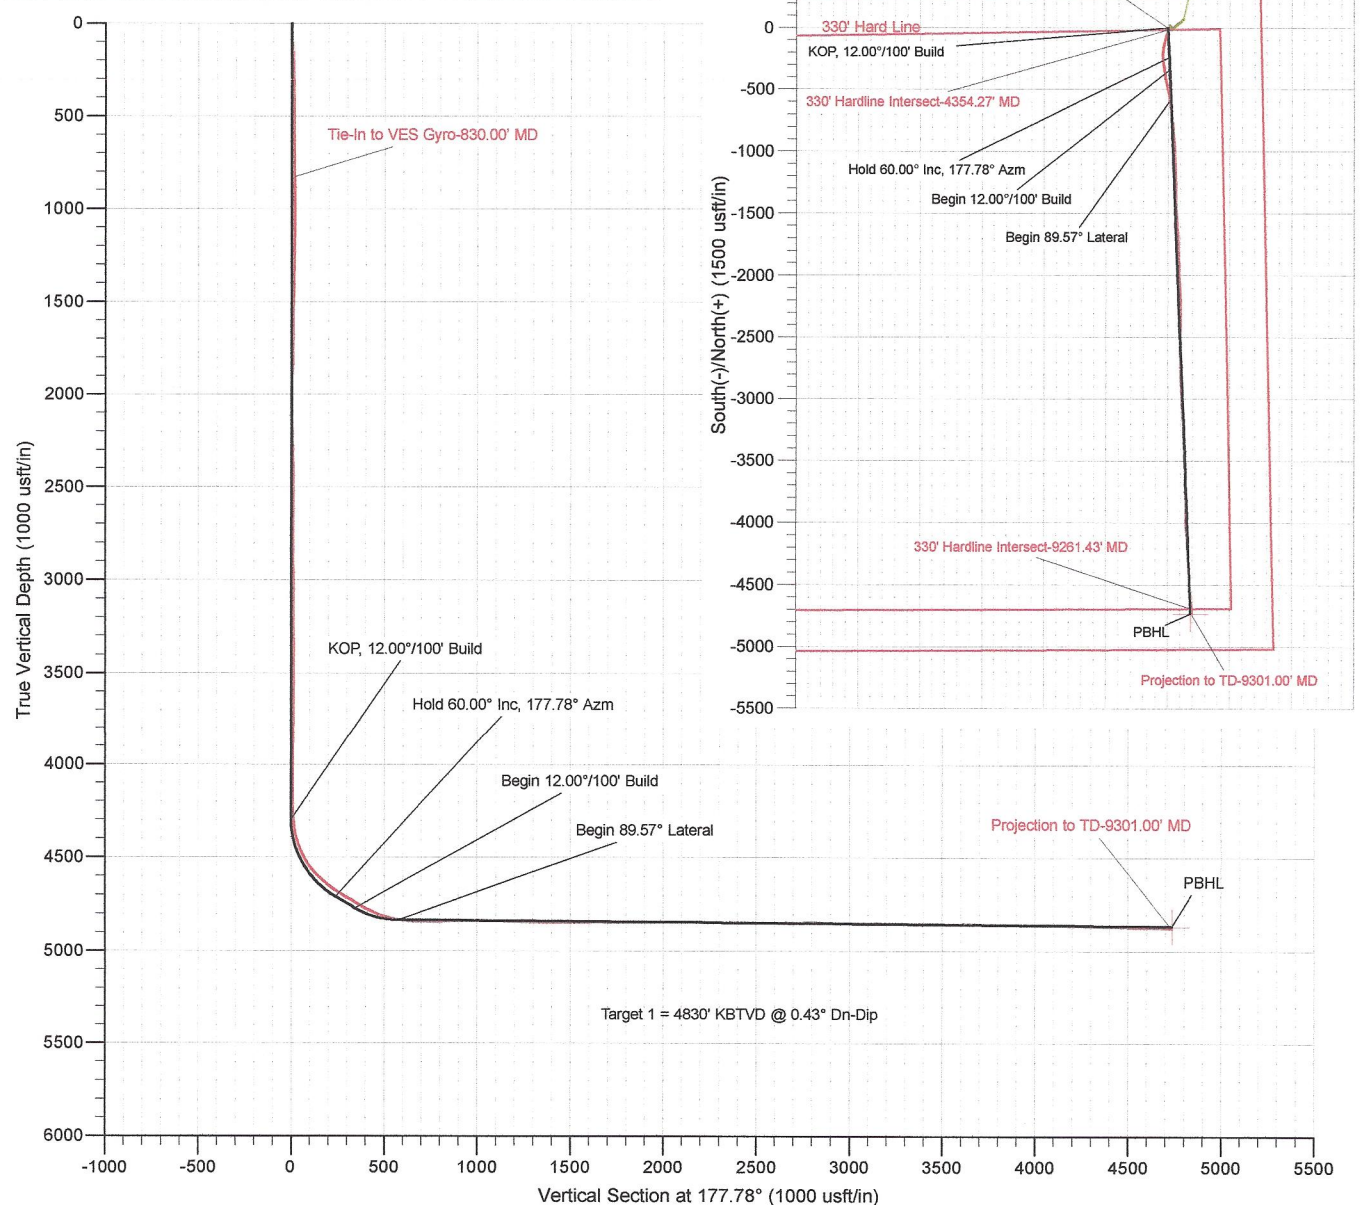 0
500
1000
1500
2000
2500
3000
3500
4000
4500
5000
5500
6000
True Vertical Depth (1000 usft/in)
Tie-In to VES Gyro-830.00' MD
KOP, 12.00°/100' Build
Hold 60.00° Inc, 177.78° Azm
Begin 12.00°/100' Build
Begin 89.57° Lateral
Projection to TD-9301.00' MD
PBHL
Target 1 = 4830' KBTVD @ 0.43° Dn-Dip
-1000
-500
0
500
1000
1500
2000
2500
3000
3500
4000
4500
5000
5500
Vertical Section at 177.78° (1000 usft/in)
0
-500
-1000
-1500
-2000
-2500
-3000
-3500
-4000
-4500
-5000
-5500
South(-)/North(+) (1500 usft/in)
330' Hard Line
KOP, 12.00°/100' Build
330' Hardline Intersect-4354.27' MD
Hold 60.00° Inc, 177.78° Azm
Begin 12.00°/100' Build
Begin 89.57° Lateral
330' Hardline Intersect-9261.43' MD
PBHL
Projection to TD-9301.00' MD